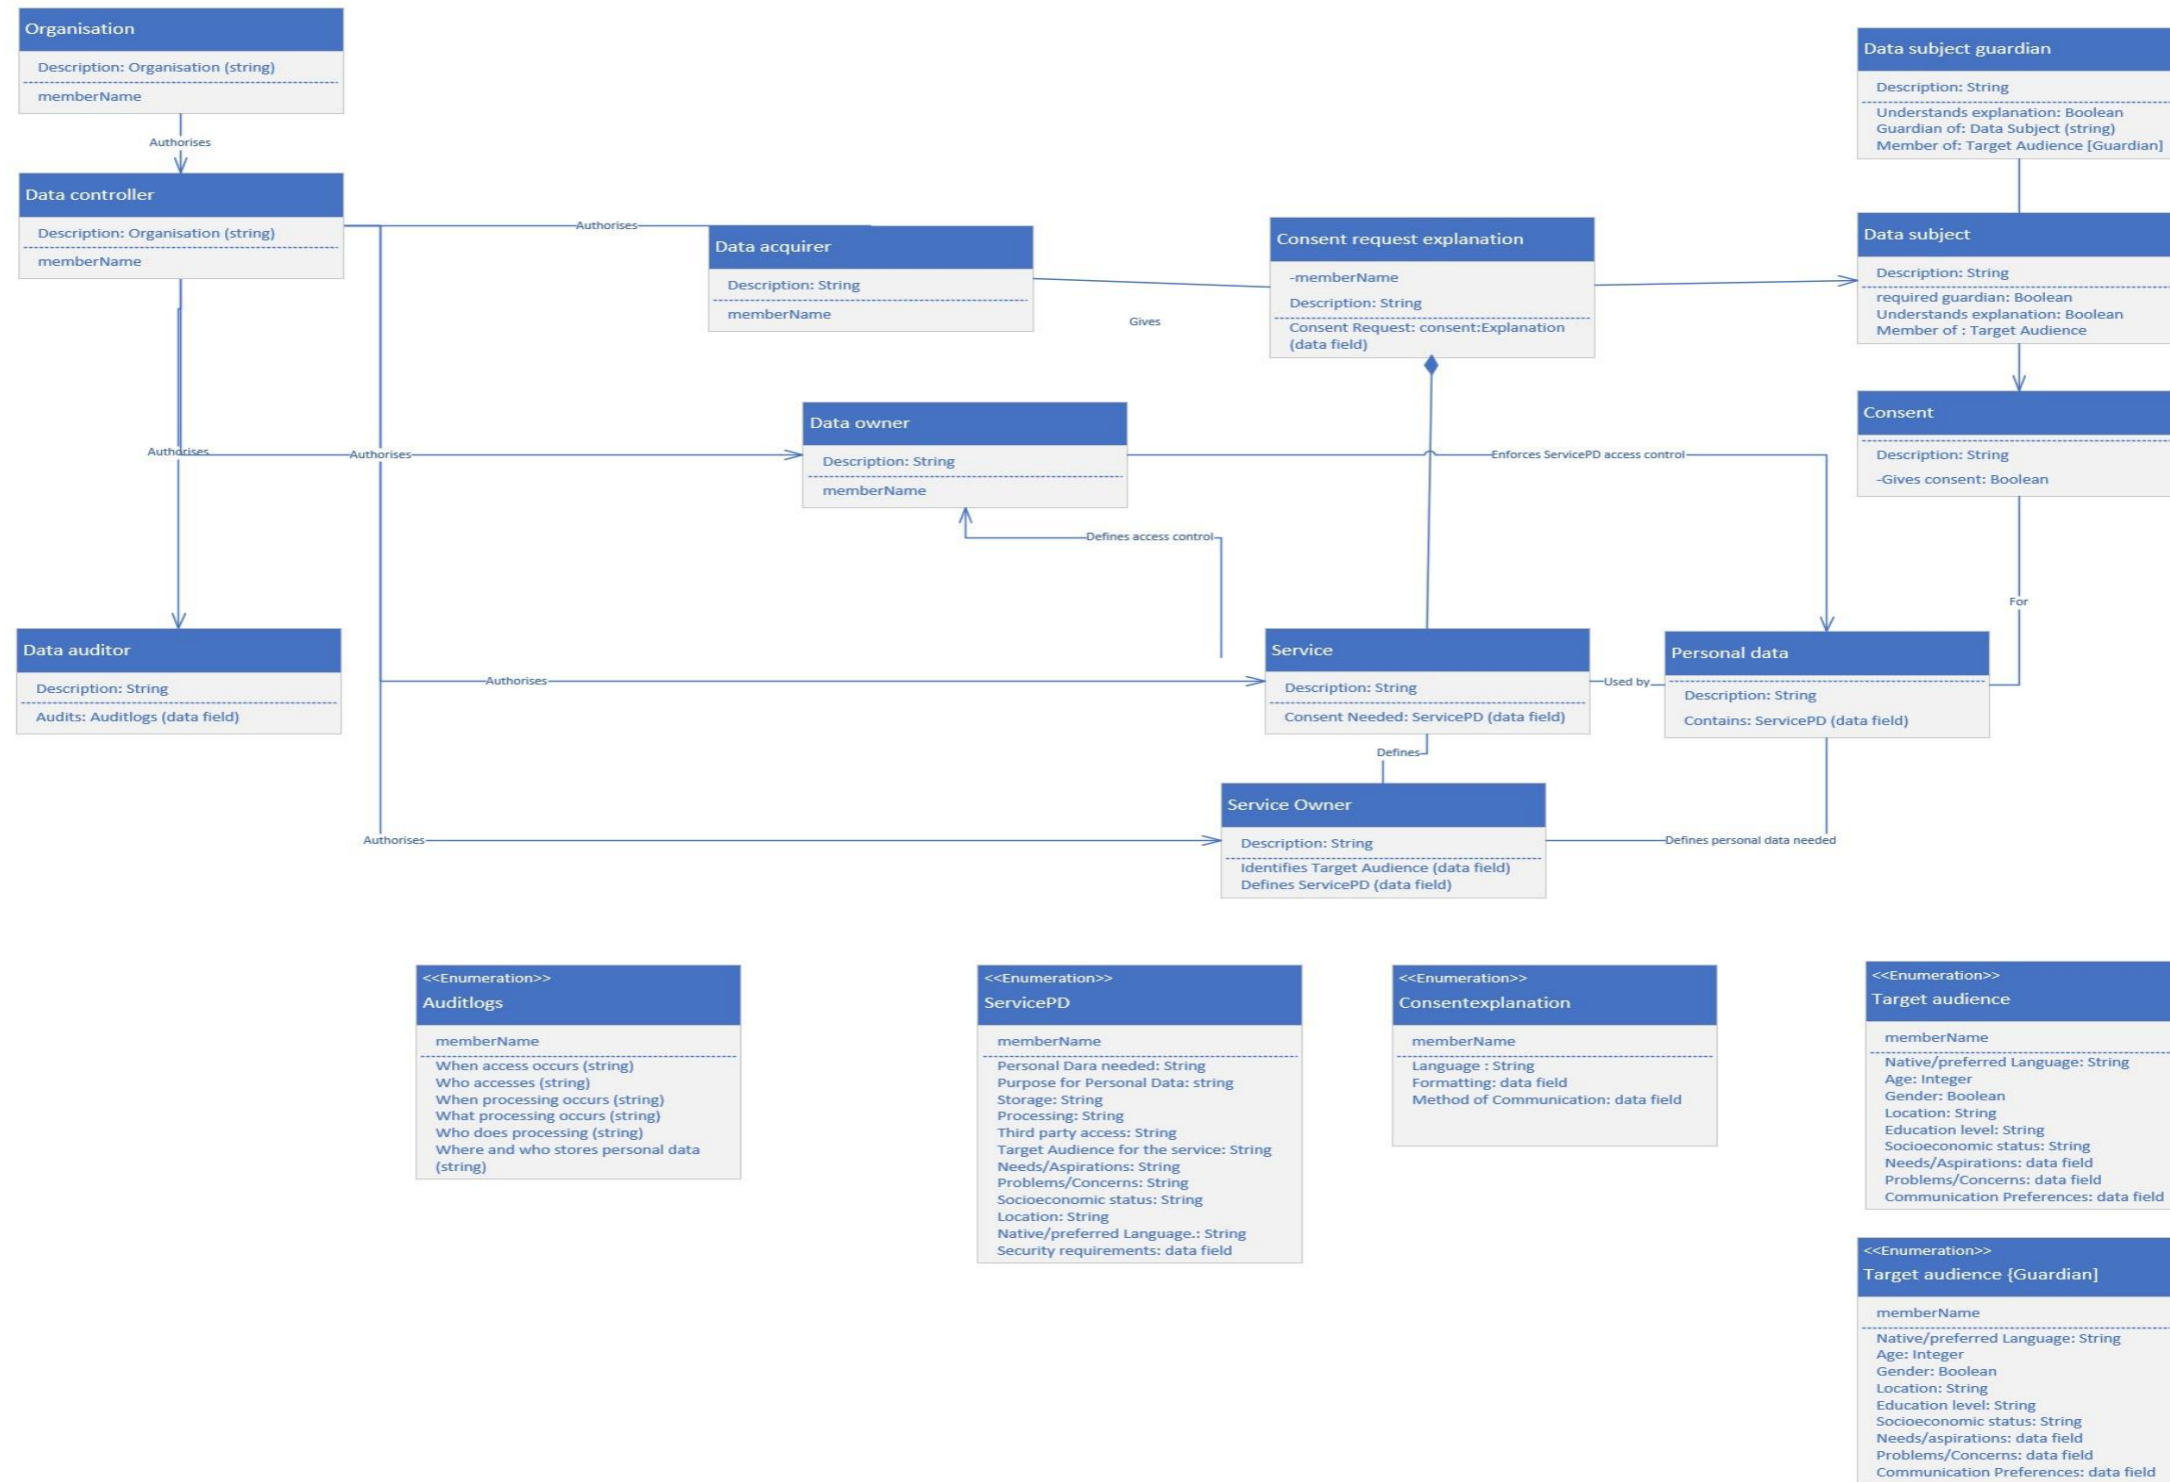 Organisation
Description: Organisation (string)
memberName
Authorises
Data controller
Description: Organisation (string)
memberName
Authorises
Data acquirer
Description: String
memberName
Gives
Consent request explanation
-memberName
Description: String
Consent Request: consent:Explanation
(data field)
Data subject guardian
Description: String
Understands explanation: Boolean
Guardian of: Data Subject (string)
Member of: Target Audience [Guardian]
Data subject
Description: String
required guardian: Boolean
Understands explanation: Boolean
Member of : Target Audience
Consent
Description: String
-Gives consent: Boolean
For
Authorises
Authorises
Data owner
Description: String
memberName
Enforces ServicePD access control
Defines access control
Data auditor
Description: String
Audits: Auditlogs (data field)
Authorises
Service
Description: String
Consent Needed: ServicePD (data field)
Used by
Personal data
Description: String
Contains: ServicePD (data field)
Defines
Authorises
Service Owner
Description: String
Identifies Target Audience (data field)
Defines ServicePD (data field)
Defines personal data needed
<<Enumeration>>
Auditlogs
memberName
When access occurs (string)
Who accesses (string)
When processing occurs (string)
What processing occurs (string)
Who does processing (string)
Where and who stores personal data
(string)
<<Enumeration>>
ServicePD
memberName
Personal Dara needed: String
Purpose for Personal Data: string
Storage: String
Processing: String
Third party access: String
Target Audience for the service: String
Needs/Aspirations: String
Problems/Concerns: String
Socioeconomic status: String
Location: String
Native/preferred Language.: String
Security requirements: data field
<<Enumeration>>
Consentexplanation
memberName
Language : String
Formatting: data field
Method of Communication: data field
<<Enumeration>>
Target audience
memberName
Native/preferred Language: String
Age: Integer
Gender: Boolean
Location: String
Education level: String
Socioeconomic status: String
Needs/Aspirations: data field
Problems/Concerns: data field
Communication Preferences: data field
<<Enumeration>>
Target audience {Guardian]
memberName
Native/preferred Language: String
Age: Integer
Gender: Boolean
Location: String
Education level: String
Socioeconomic status: String
Needs/aspirations: data field
Problems/Concerns: data field
Communication Preferences: data field